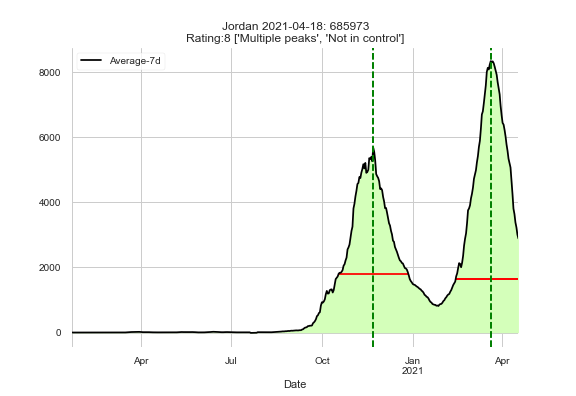 Jordan 2021-04-18: 685973
Rating:8 ['Multiple peaks', 'Not in control']
Average-7d
8000
6000
4000
2000
0
Apr
Jul
Oct
Jan
2021
Apr
Date